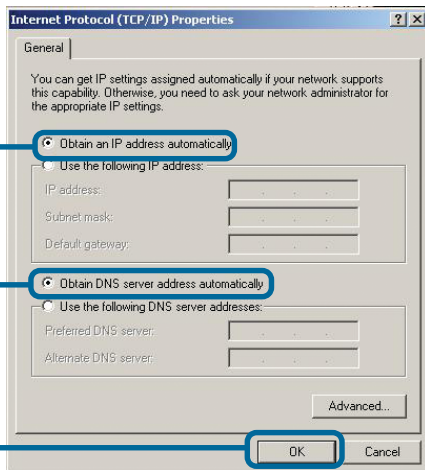 Internet Protocol (TCP/IP) Properties
General
You can get IP settings assigned automatically if your network supports
this capability. Otherwise, you need to ask your network administrator for
the appropriate IP settings.
Obtain an IP address automatically
Use the following IP address:
IP address:
Subnet mask:
Default gateway:
Obtain DNS server address automatically
Use the following DNS server addresses:
Preferred DNS server:
Alternate DNS server:
Advanced...
OK
Cancel